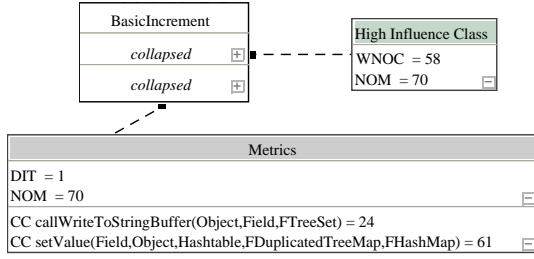 BasicIncrement
collapsed
collapsed
High Influence Class
WNOC = 58
NOM = 70
Metrics
DIT = 1
NOM = 70
CC callWriteToStringBuffer(Object,Field,FTreeSet) = 24
CC setValue(Field,Object,Hashtable,FDuplicatedTreeMap,FHashMap) = 61